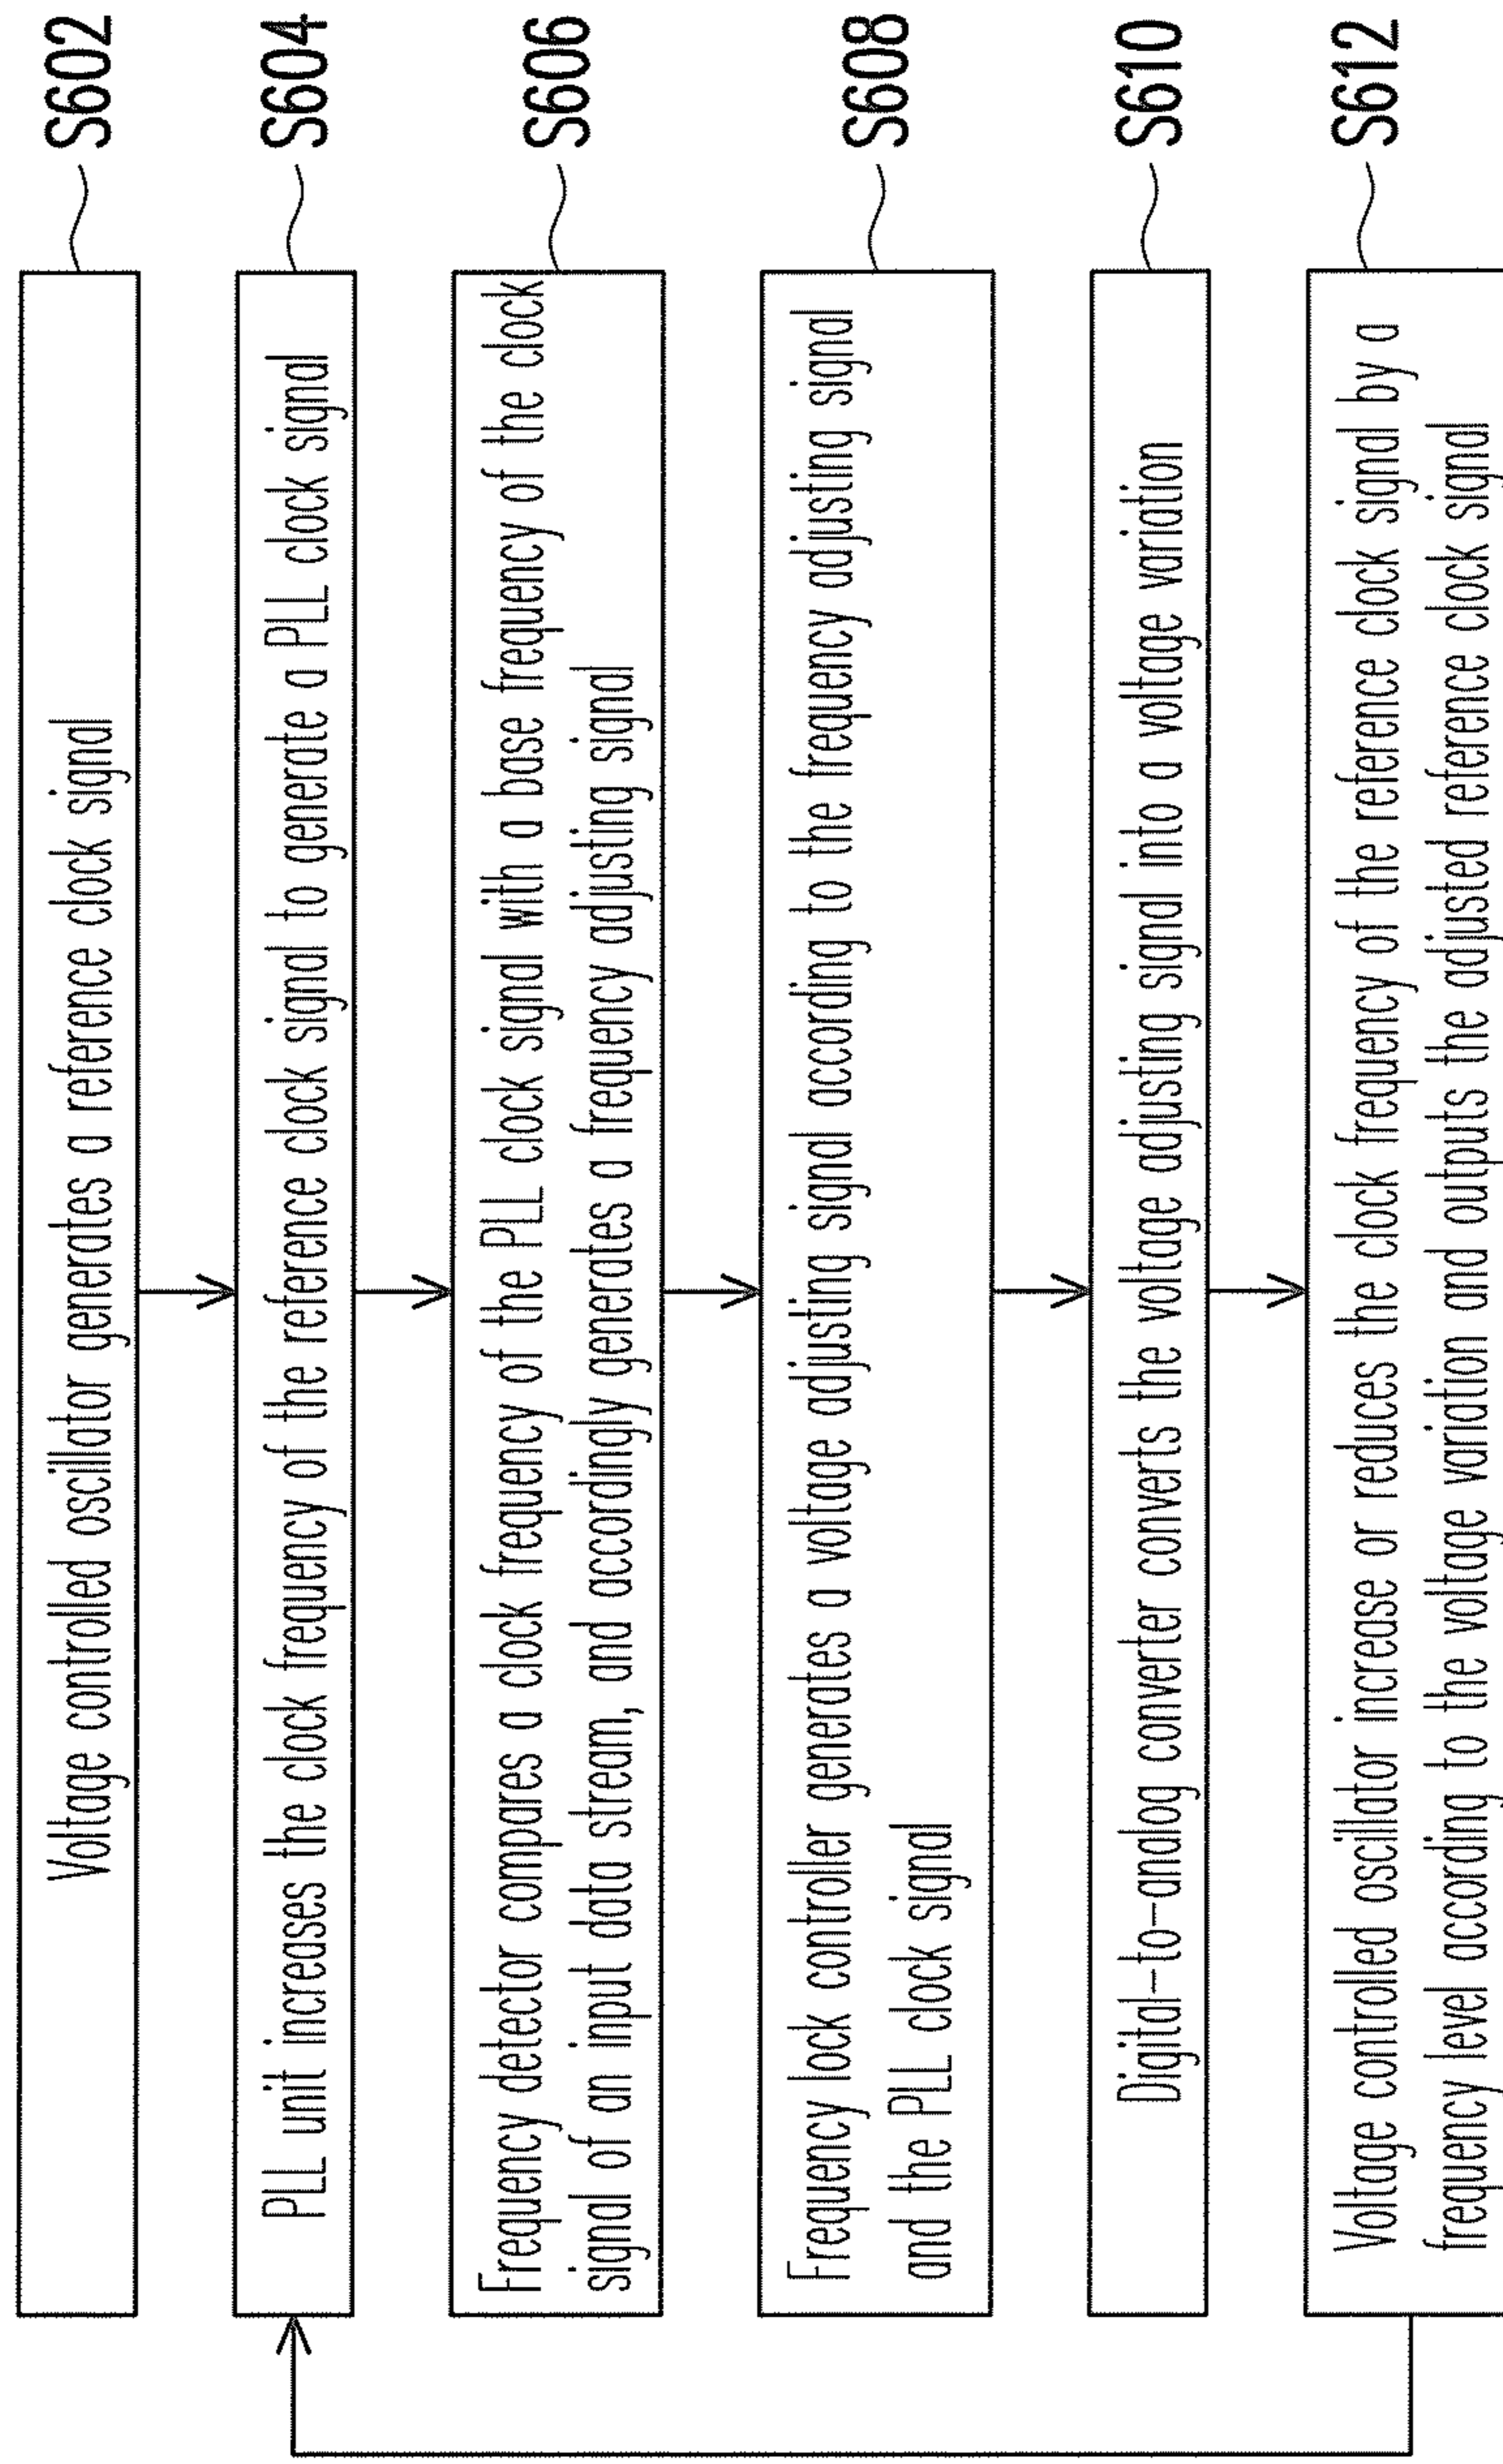 Voltage controlled oscillator generates a reference clock signal
S602
PLL unit increases the clock frequency of the reference clock signal to generate a PLL clock signal
S604
Frequency detector compares a clock frequency of the PLL clock signal with a base frequency of the clock
signal of an input data stream, and accordingly generates a frequency adjusting signal
S606
Frequency lock controller generates a voltage adjusting signal according to the frequency adjusting signal
and the PLL clock signal
S608
Digital-to-analog converter converts the voltage adjusting signal into a voltage variation
S610
Voltage controlled oscillator increase or reduces the clock frequency of the reference clock signal by a
frequency level according to the voltage variation and outputs the adjusted reference clock signal
S612